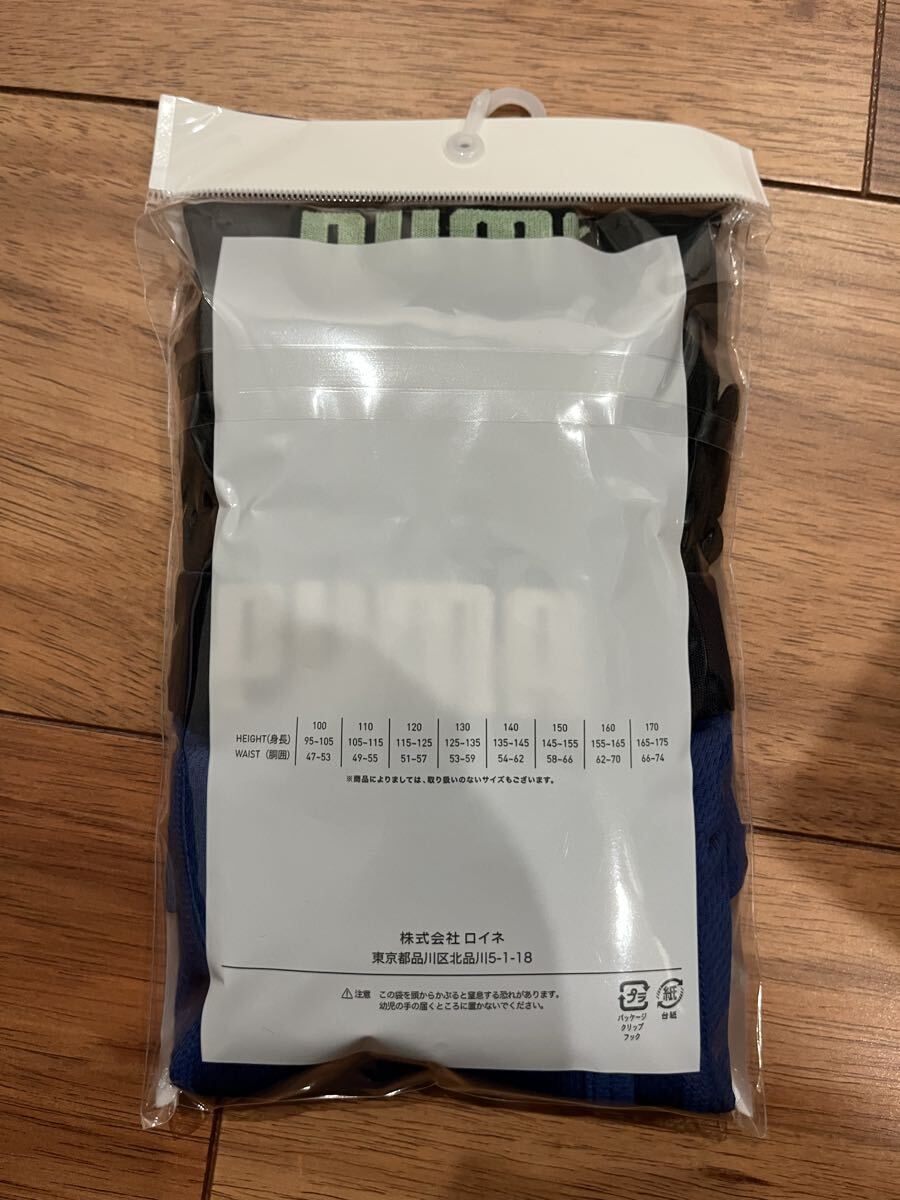 puma
puma
100 110 120 130 140 150 160 170
HEIGHT(身長) 95~105 105~115 115~125 125~135 135~145 145~155 155~165 165~175
WAIST (胴囲) 47~53 49~55 51~57 53~59 54~62 58~66 62~70 66~74
※商品によりましては、取り扱いのないサイズもございます。
株式会社 ロイネ
東京都品川区北品川5-1-18
注意 この袋を頭からかぶると窒息する恐れがあります。
幼児の手の届くところに置かないでください。
プラ 紙
パッケージ 台紙
クリップ
フック